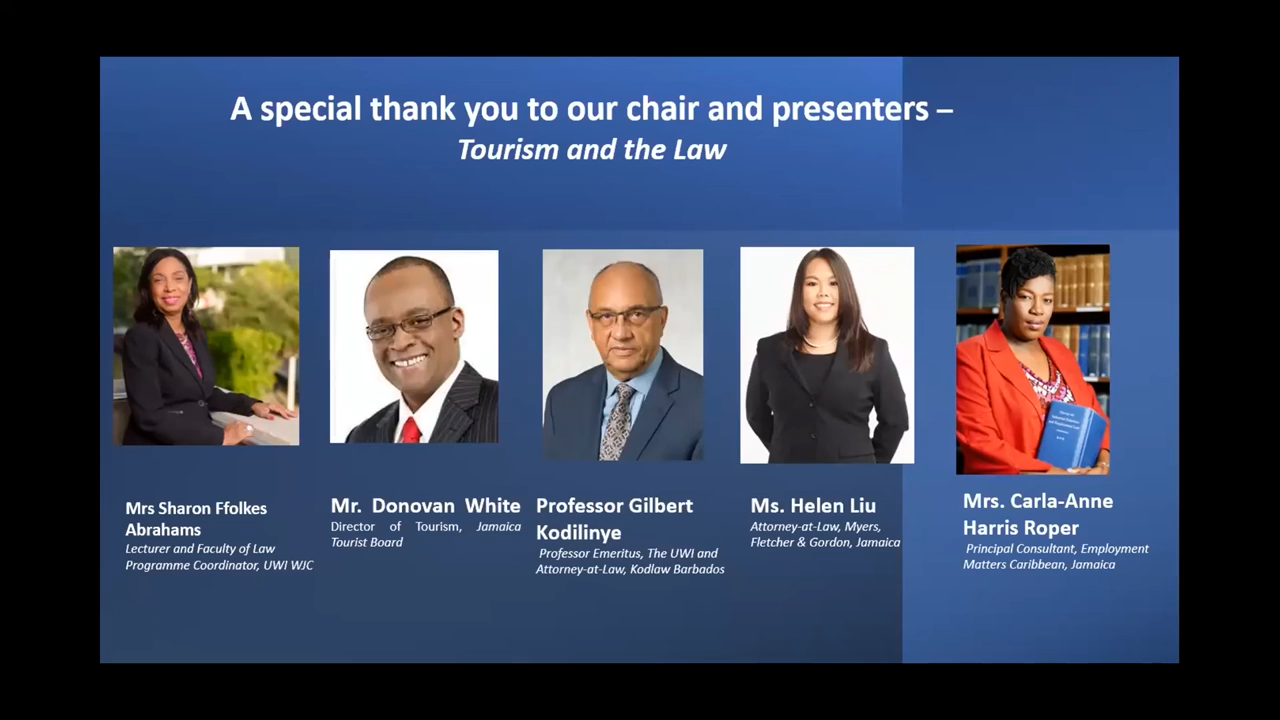 A special thank you to our chair and presenters –
Tourism and the Law
Mrs Sharon Ffolkes
Abrahams
Lecturer and Faculty of Law
Programme Coordinator, UWI WJC
Mr. Donovan White
Director of Tourism, Jamaica
Tourist Board
Professor Gilbert
Kodilinye
Professor Emeritus, The UWI and
Attorney-at-Law, Kodlaw Barbados
Ms. Helen Liu
Attorney-at-Law, Myers,
Fletcher & Gordon, Jamaica
Mrs. Carla-Anne
Harris Roper
Principal Consultant, Employment
Matters Caribbean, Jamaica